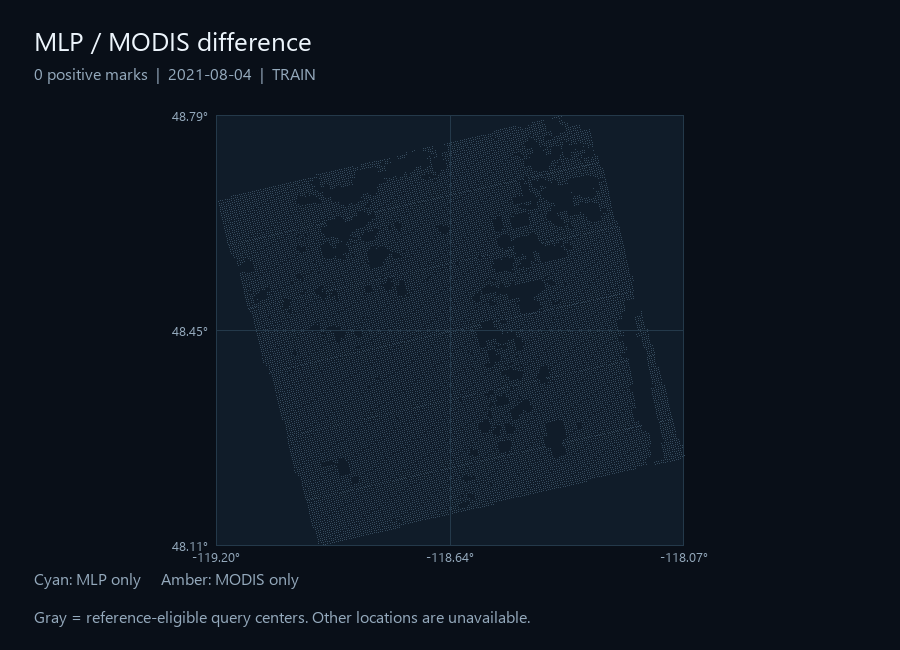 MLP / MODIS difference
0 positive marks | 2021-08-04 | TRAIN
48.79°
48.45°
48.11°
-119.20° -118.64° -118.07°
Cyan: MLP only Amber: MODIS only
Gray = reference-eligible query centers. Other locations are unavailable.